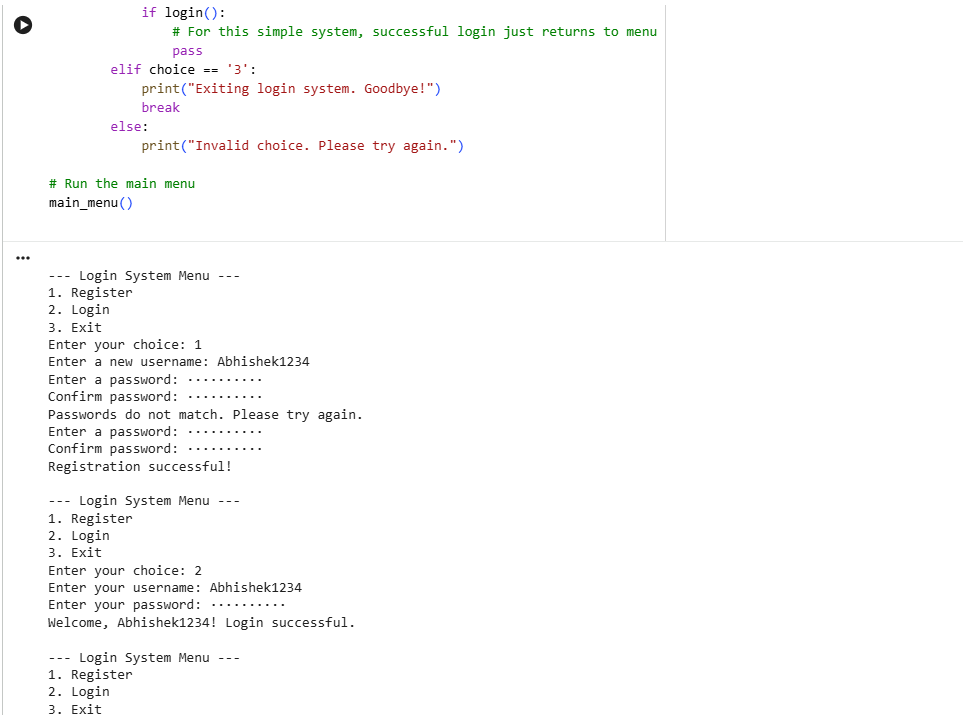 if login():
# For this simple system, successful login just returns to menu
pass
elif choice == '3':
print("Exiting login system. Goodbye!")
break
else:
print("Invalid choice. Please try again.")
# Run the main menu
main_menu()
--- Login System Menu ---
1. Register
2. Login
3. Exit
Enter your choice: 1
Enter a new username: Abhishek1234
Enter a password: ··········
Confirm password: ··········
Passwords do not match. Please try again.
Enter a password: ··········
Confirm password: ··········
Registration successful!
--- Login System Menu ---
1. Register
2. Login
3. Exit
Enter your choice: 2
Enter your username: Abhishek1234
Enter your password: ··········
Welcome, Abhishek1234! Login successful.
--- Login System Menu ---
1. Register
2. Login
3. Exit